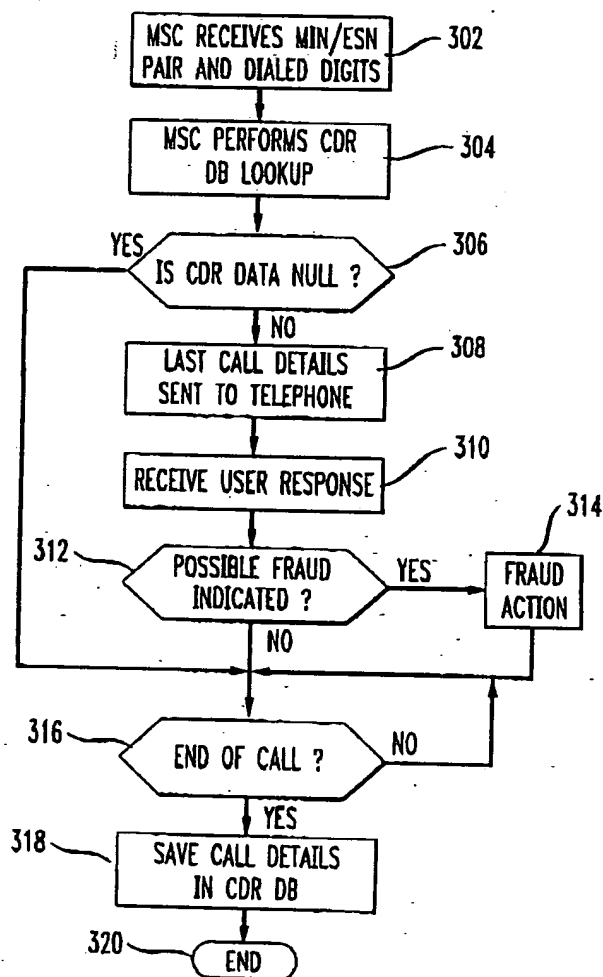 MSC RECEIVES MIN/ESN
PAIR AND DIALED DIGITS
302
MSC PERFORMS CDR
DB LOOKUP
304
YES
IS CDR DATA NULL ?
306
NO
LAST CALL DETAILS
SENT TO TELEPHONE
308
RECEIVE USER RESPONSE
310
312
POSSIBLE FRAUD
INDICATED ?
YES
314
FRAUD
ACTION
NO
316
END OF CALL ?
NO
YES
318
SAVE CALL DETAILS
IN CDR DB
320
END